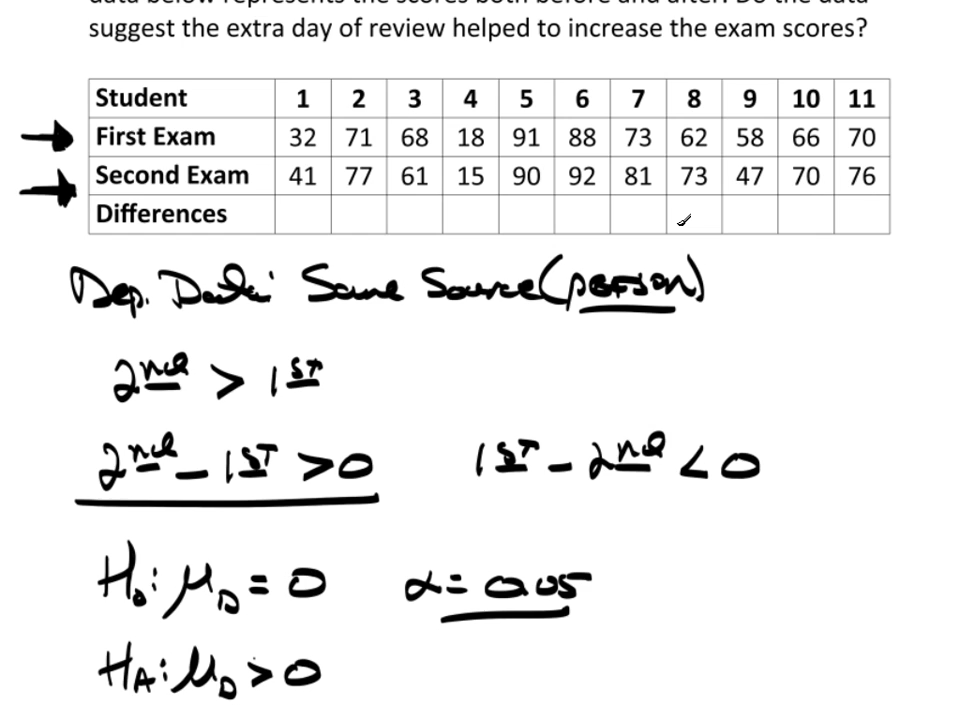 suggest the extra day of review helped to increase the exam scores?
Student 1 2 3 4 5 6 7 8 9 10 11
First Exam 32 71 68 18 91 88 73 62 58 66 70
Second Exam 41 77 61 15 90 92 81 73 47 70 76
Differences
Dep. Data: Same Source (person)
2nd > 1ST
2nd - 1ST > 0 1ST - 2nd < 0
H₀: μD = 0 α = 0.05
HA: μD > 0